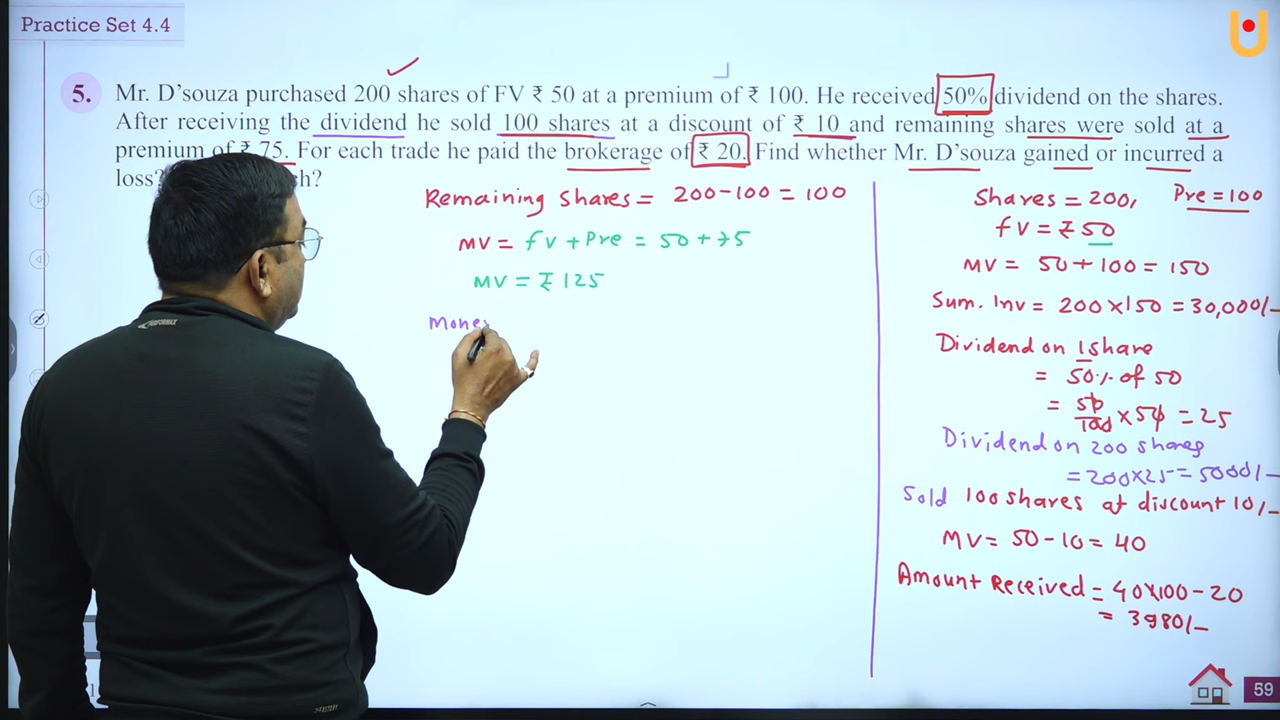 Practice Set 4.4
5. Mr. D'souza purchased 200 shares of FV ₹ 50 at a premium of ₹ 100. He received 50% dividend on the shares.
After receiving the dividend he sold 100 shares at a discount of ₹ 10 and remaining shares were sold at a
premium of ₹ 75. For each trade he paid the brokerage of ₹ 20. Find whether Mr. D'souza gained or incurred a
loss? h?
Remaining shares = 200-100 = 100
MV = FV + Pre = 50 + 75
MV = ₹ 125
Mone
Shares = 200, Pre = 100
FV = ₹ 50
MV = 50 + 100 = 150
Sum. Inv = 200 × 150 = 30,000/-
Dividend on 1 share
= 50% of 50
= 50/100 × 50 = 25
Dividend on 200 shares
= 200×25 = 5000/-
Sold 100 shares at discount 10/-
MV = 50 - 10 = 40
Amount Received = 40×100 - 20
= 3980/-
59